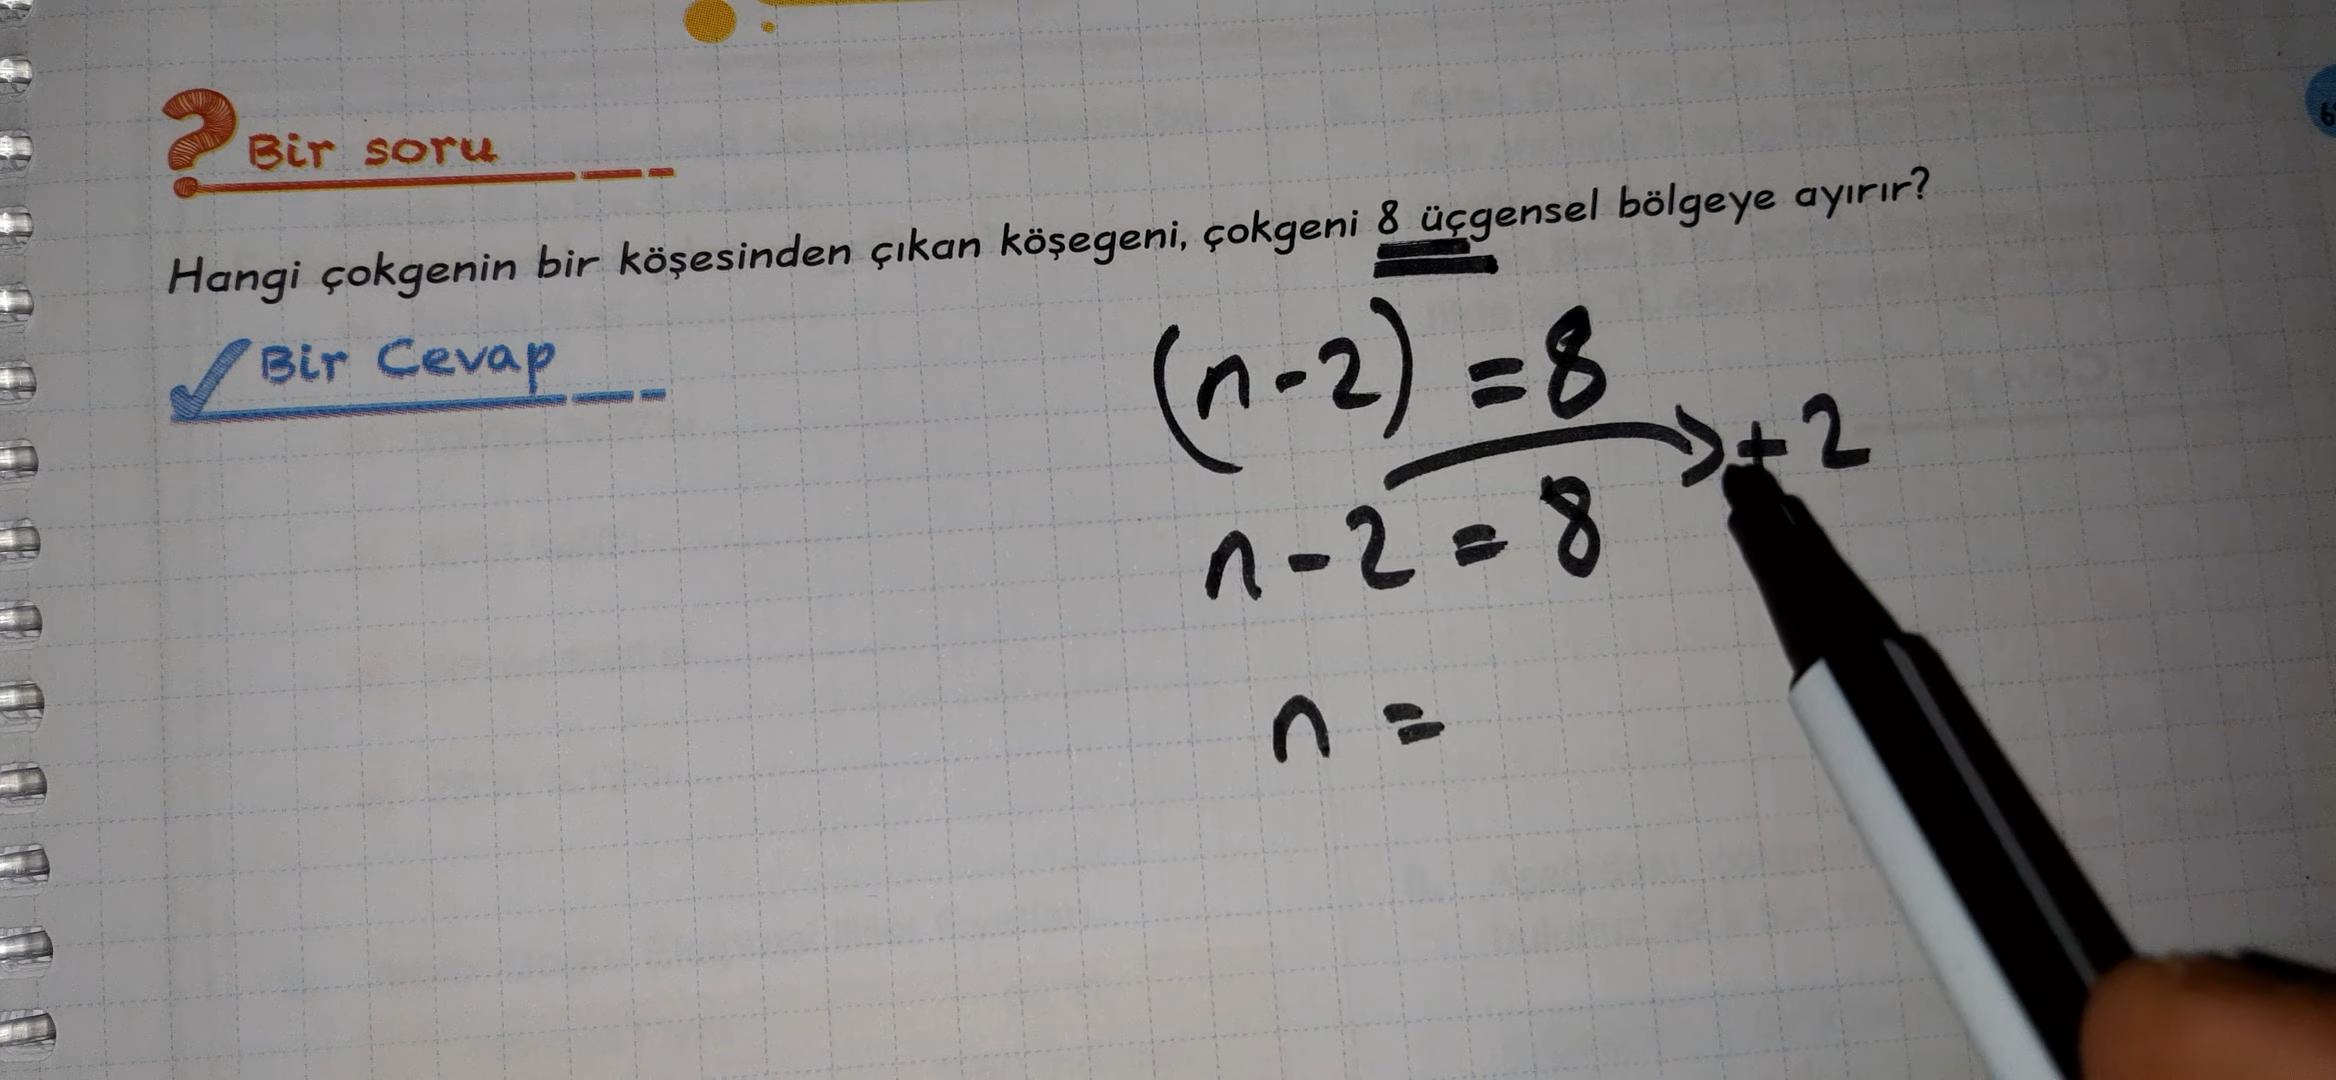 Bir soru
Hangi çokgenin bir köşesinden çıkan köşegeni, çokgeni 8 üçgensel bölgeye ayırır?
Bir Cevap
(n-2) = 8
+2
n-2 = 8
n =